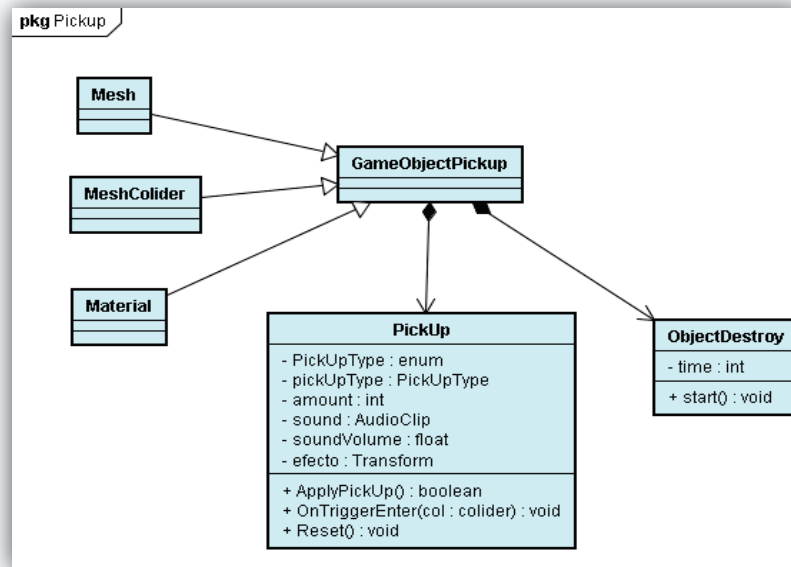 pkg Pickup
Mesh
GameObjectPickup
MeshColider
Material
PickUp
- PickUpType : enum
- pickUpType : PickUpType
- amount : int
- sound : AudioClip
- soundVolume : float
- efecto : Transform
+ ApplyPickUp() : boolean
+ OnTriggerEnter(col : colider) : void
+ Reset() : void
ObjectDestroy
- time : int
+ start() : void